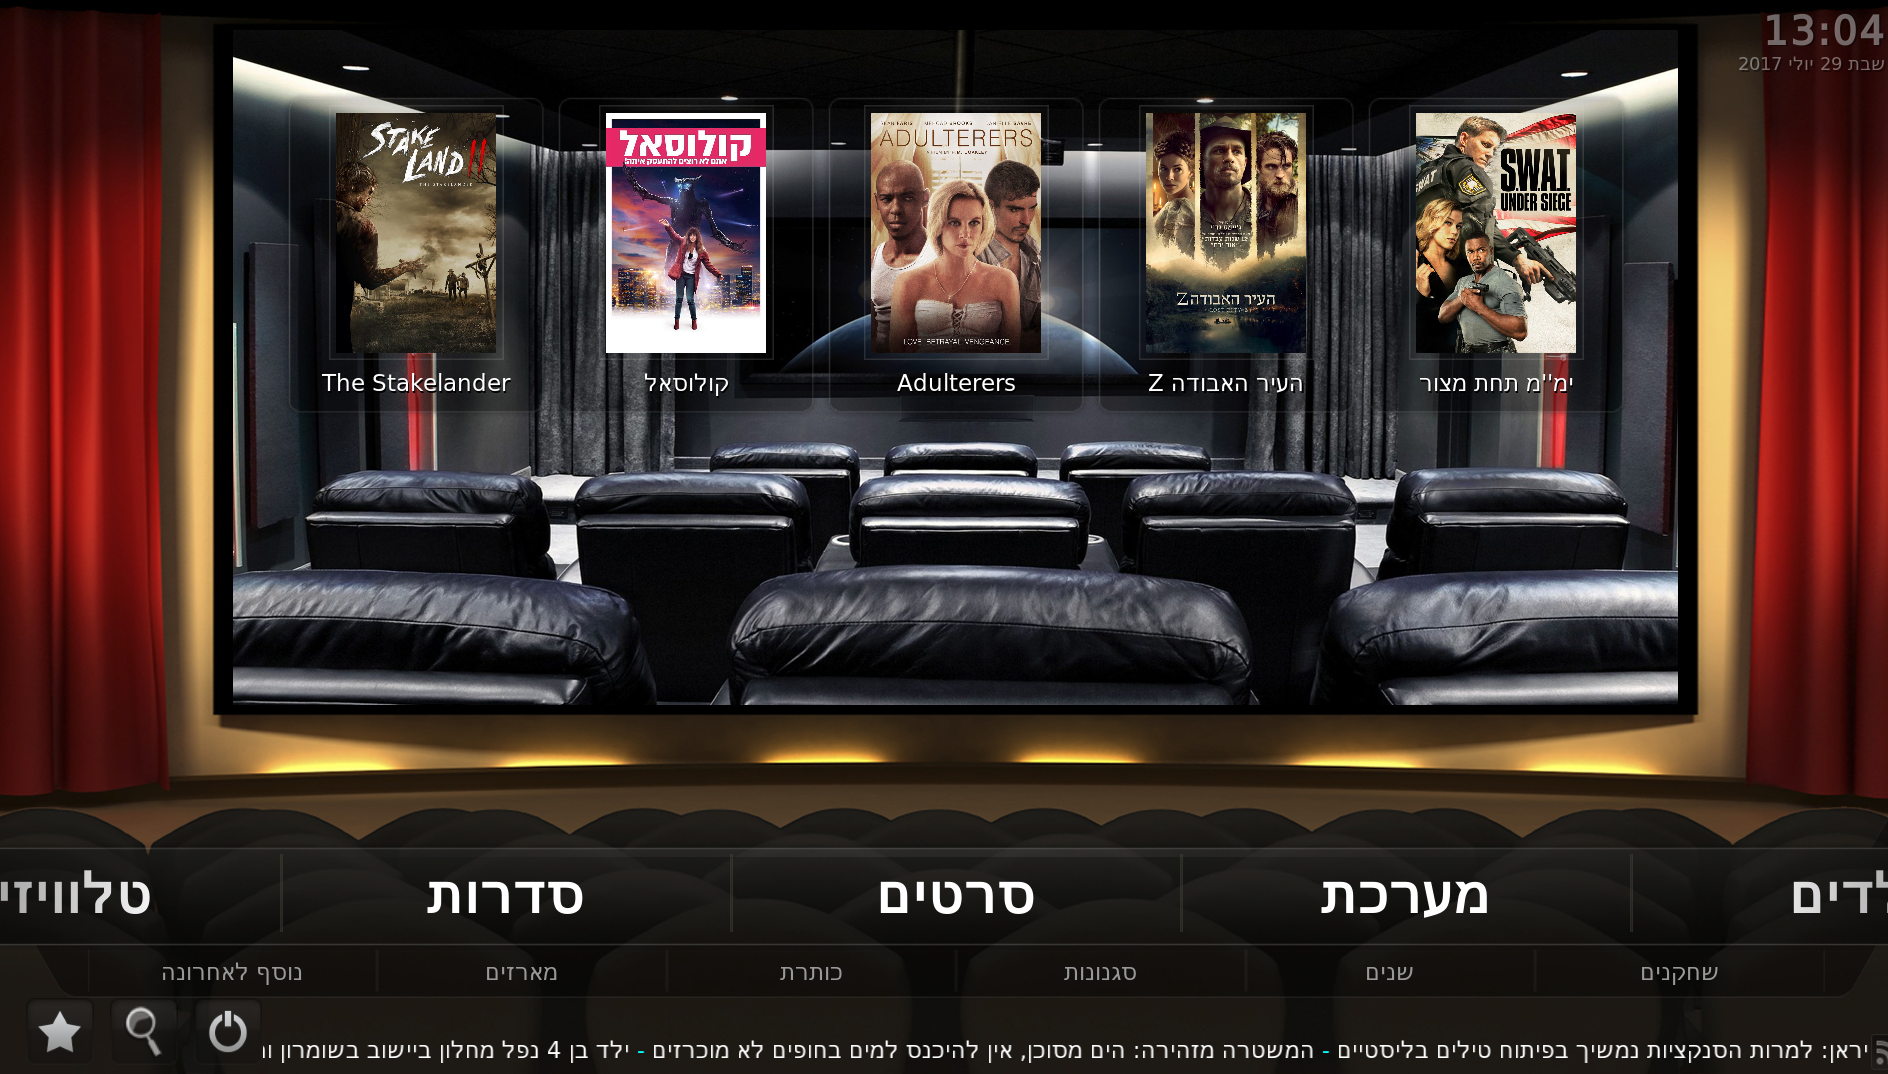 13:04
שבת 29 יולי 2017
STAKE
LAND II
THE STAKELANDER
The Stakelander
קולוסאל
אתם לא רוצים להתעסק איתה!
קולוסאל
ADULTERERS
LOVE. BETRAYAL. VENGEANCE.
Adulterers
העיר האבודה Z
העיר האבודה Z
S.W.A.T.
UNDER SIEGE
ימ''מ תחת מצור
לדים
מערכת
סרטים
סדרות
טלוויזי
שחקנים
שנים
סגנונות
כותרת
מארזים
נוסף לאחרונה
יראן: למרות הסנקציות נמשיך בפיתוח טילים בליסטיים - המשטרה מזהירה: הים מסוכן, אין להיכנס למים בחופים לא מוכרזים - ילד בן 4 נפל מחלון ביישוב בשומרון